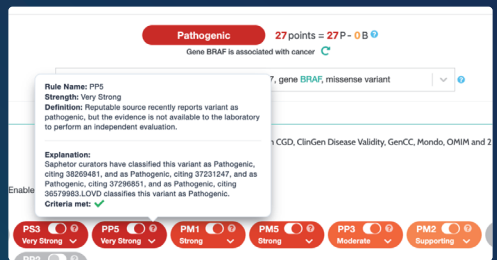 Pathogenic
27 points = 27 P - 0 B ?
Gene BRAF is associated with cancer
7, gene BRAF, missense variant
?
Rule Name: PP5
Strength: Very Strong
Definition: Reputable source recently reports variant as
pathogenic, but the evidence is not available to the laboratory
to perform an independent evaluation.
Explanation:
Saphetor curators have classified this variant as Pathogenic,
citing 38269481, and as Pathogenic, citing 37231247, and as
Pathogenic, citing 37296851, and as Pathogenic, citing
36579983.LOVD classifies this variant as Pathogenic.
Criteria met:
CGD, ClinGen Disease Validity, GenCC, Mondo, OMIM and 2
Enable
PS3 ?
Very Strong
PP5 ?
Very Strong
PM1 ?
Strong
PM5 ?
Strong
PP3 ?
Moderate
PM2 ?
Supporting
PP2 ?